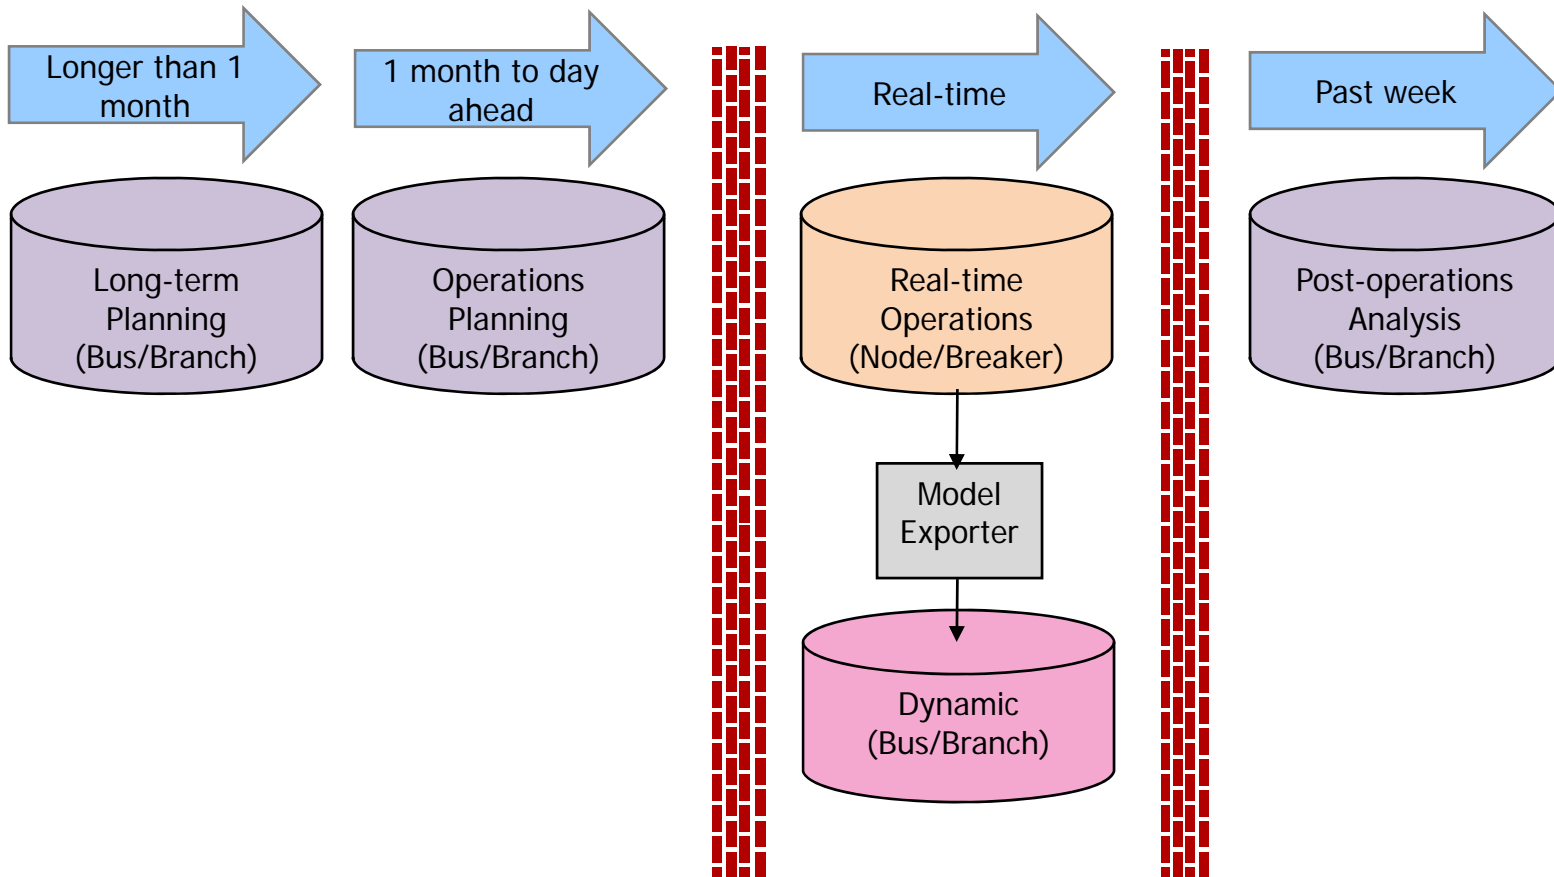 Longer than 1
month
1 month to day
ahead
Real-time
Past week
Long-term
Planning
(Bus/Branch)
Operations
Planning
(Bus/Branch)
Real-time
Operations
(Node/Breaker)
Post-operations
Analysis
(Bus/Branch)
Model
Exporter
Dynamic
(Bus/Branch)